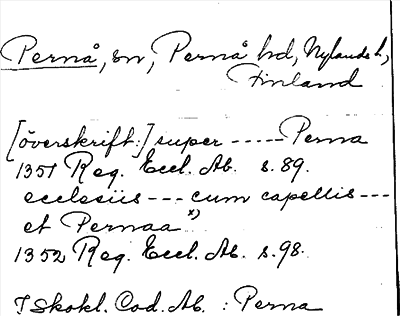 Pernå, sn, Pernå hd, Nylands l,
Finland
[överskrift:] super ----- Perna
1351 Reg. Eccl. Ab. s. 89.
ecclesiis --- cum capellis ---
et Pernaa x)
1352 Reg. Eccl. Ab. s. 98.
I Skokl. Cod. Ab. : Perna